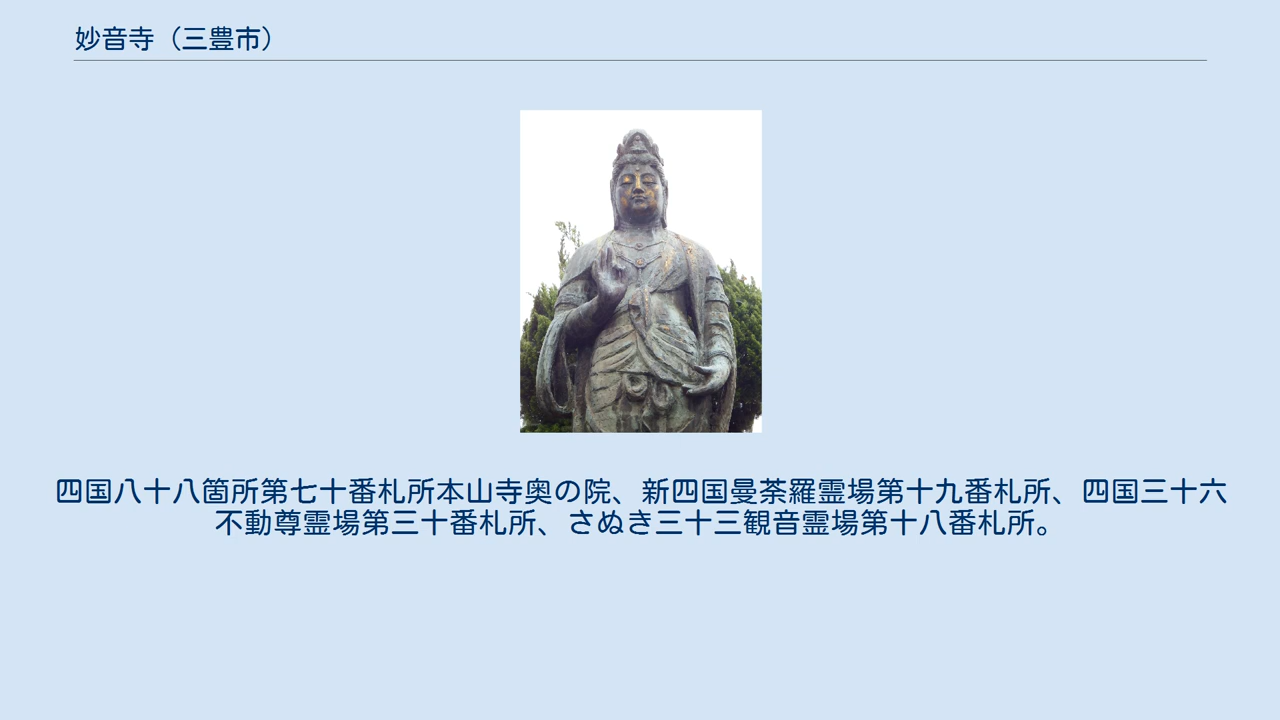 妙音寺（三豊市）
四国八十八箇所第七十番札所本山寺奥の院、新四国曼荼羅霊場第十九番札所、四国三十六
不動尊霊場第三十番札所、さぬき三十三観音霊場第十八番札所。